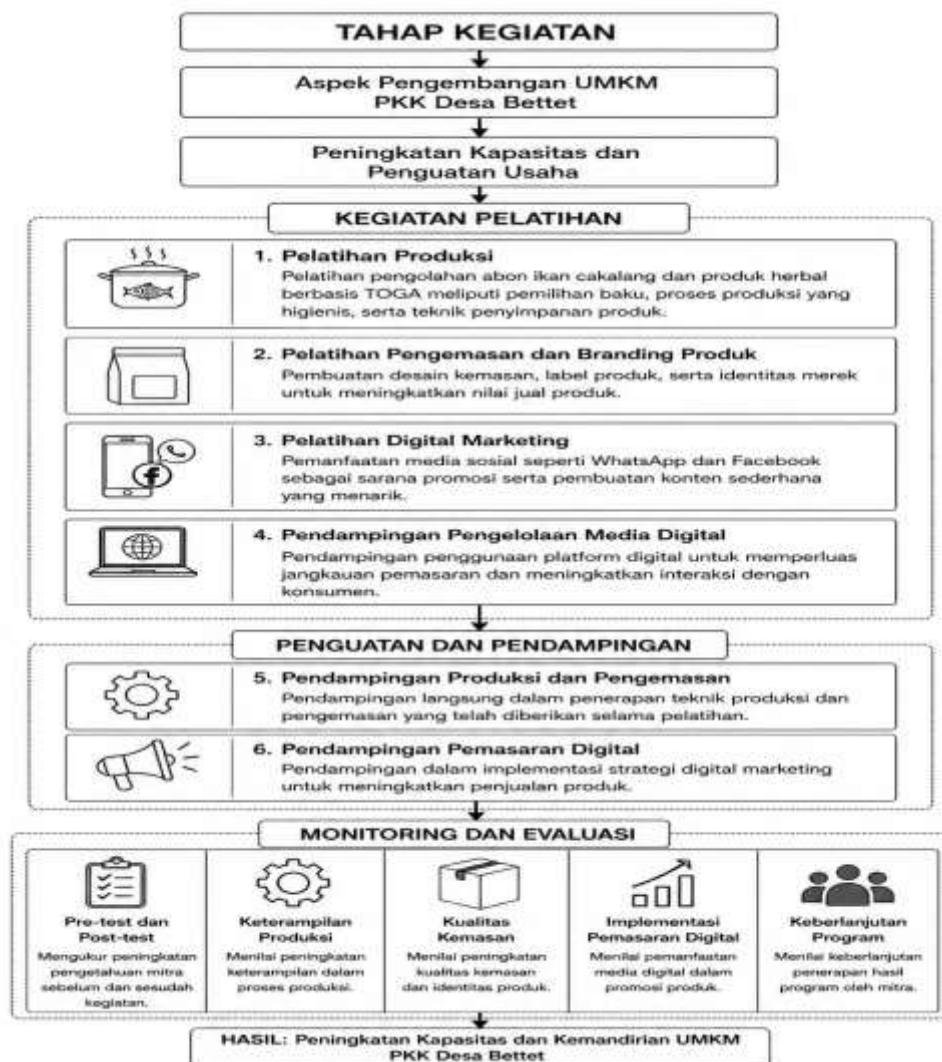 TAHAP KEGIATAN
Aspek Pengembangan UMKM
PKK Desa Bettet
Peningkatan Kapasitas dan
Penguatan Usaha
KEGIATAN PELATIHAN
1. Pelatihan Produksi
Pelatihan pengolahan abon ikan cakalang dan produk herbal
berbasis TOGA meliputi pemilihan baku, proses produksi yang
higienis, serta teknik penyimpanan produk.
2. Pelatihan Pengemasan dan Branding Produk
Pembuatan desain kemasan, label produk, serta identitas merek
untuk meningkatkan nilai jual produk.
3. Pelatihan Digital Marketing
Pemanfaatan media sosial seperti WhatsApp dan Facebook
sebagai sarana promosi serta pembuatan konten sederhana
yang menarik.
4. Pendampingan Pengelolaan Media Digital
Pendampingan penggunaan platform digital untuk memperluas
jangkauan pemasaran dan meningkatkan interaksi dengan
konsumen.
PENGUATAN DAN PENDAMPINGAN
5. Pendampingan Produksi dan Pengemasan
Pendampingan langsung dalam penerapan teknik produksi dan
pengemasan yang telah diberikan selama pelatihan.
6. Pendampingan Pemasaran Digital
Pendampingan dalam implementasi strategi digital marketing
untuk meningkatkan penjualan produk.
MONITORING DAN EVALUASI
Pre-test dan
Post-test
Mengukur peningkatan
pengetahuan mitra
sebelum dan sesudah
kegiatan.
Keterampilan
Produksi
Menilai peningkatan
keterampilan dalam
proses produksi.
Kualitas
Kemasan
Menilai peningkatan
kualitas kemasan
dan identitas produk.
Implementasi
Pemasaran Digital
Menilai pemanfaatan
media digital dalam
promosi produk.
Keberlanjutan
Program
Menilai keberlanjutan
penerapan hasil
program oleh mitra.
HASIL: Peningkatan Kapasitas dan Kemandirian UMKM
PKK Desa Bettet